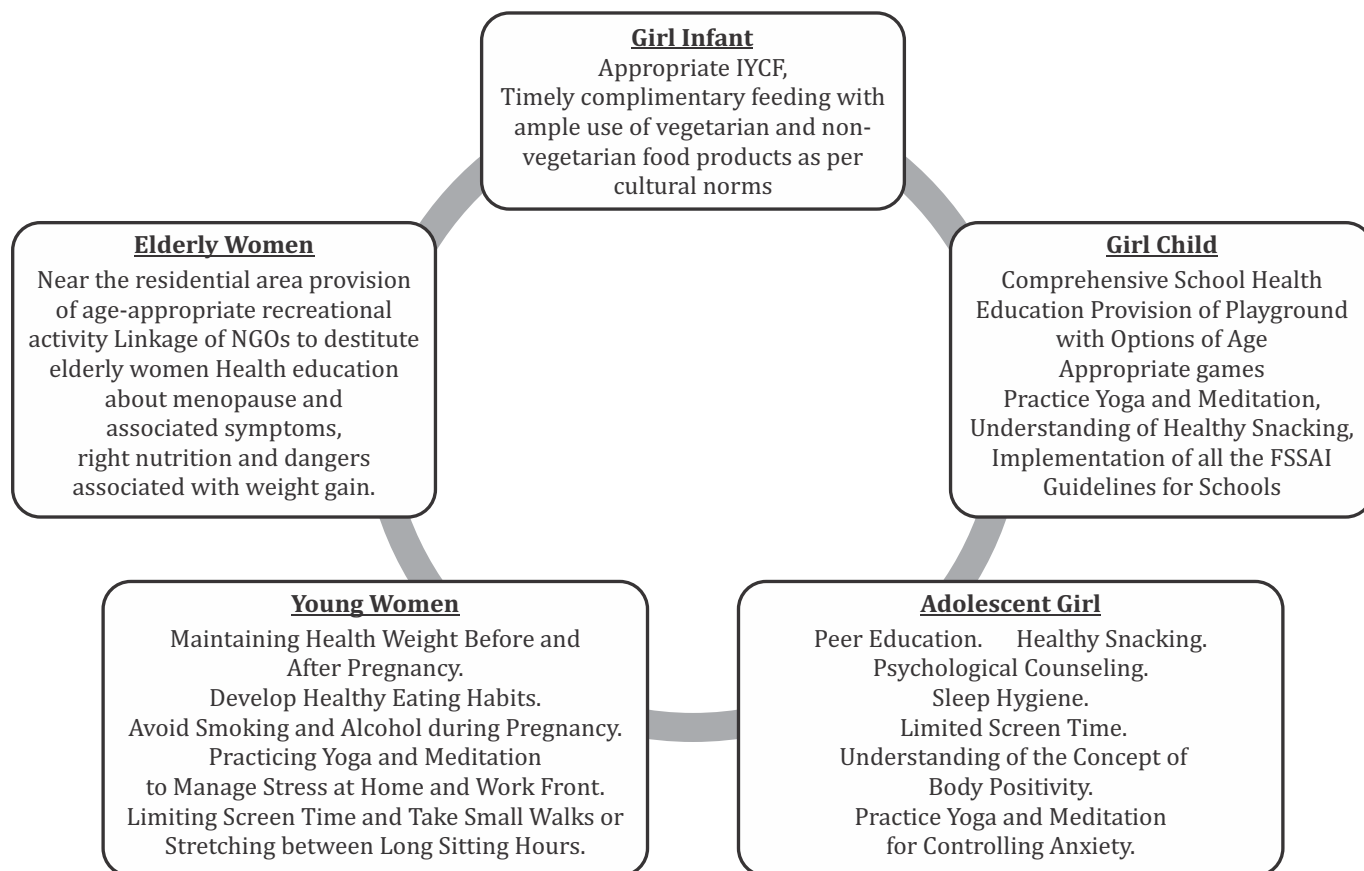 Girl Infant
Appropriate IYCF,
Timely complimentary feeding with
ample use of vegetarian and non-
vegetarian food products as per
cultural norms
Elderly Women
Near the residential area provision
of age-appropriate recreational
activity Linkage of NGOs to destitute
elderly women Health education
about menopause and
associated symptoms,
right nutrition and dangers
associated with weight gain.
Girl Child
Comprehensive School Health
Education Provision of Playground
with Options of Age
Appropriate games
Practice Yoga and Meditation,
Understanding of Healthy Snacking,
Implementation of all the FSSAI
Guidelines for Schools
Young Women
Maintaining Health Weight Before and
After Pregnancy.
Develop Healthy Eating Habits.
Avoid Smoking and Alcohol during Pregnancy.
Practicing Yoga and Meditation
to Manage Stress at Home and Work Front.
Limiting Screen Time and Take Small Walks or
Stretching between Long Sitting Hours.
Adolescent Girl
Peer Education. Healthy Snacking.
Psychological Counseling.
Sleep Hygiene.
Limited Screen Time.
Understanding of the Concept of
Body Positivity.
Practice Yoga and Meditation
for Controlling Anxiety.